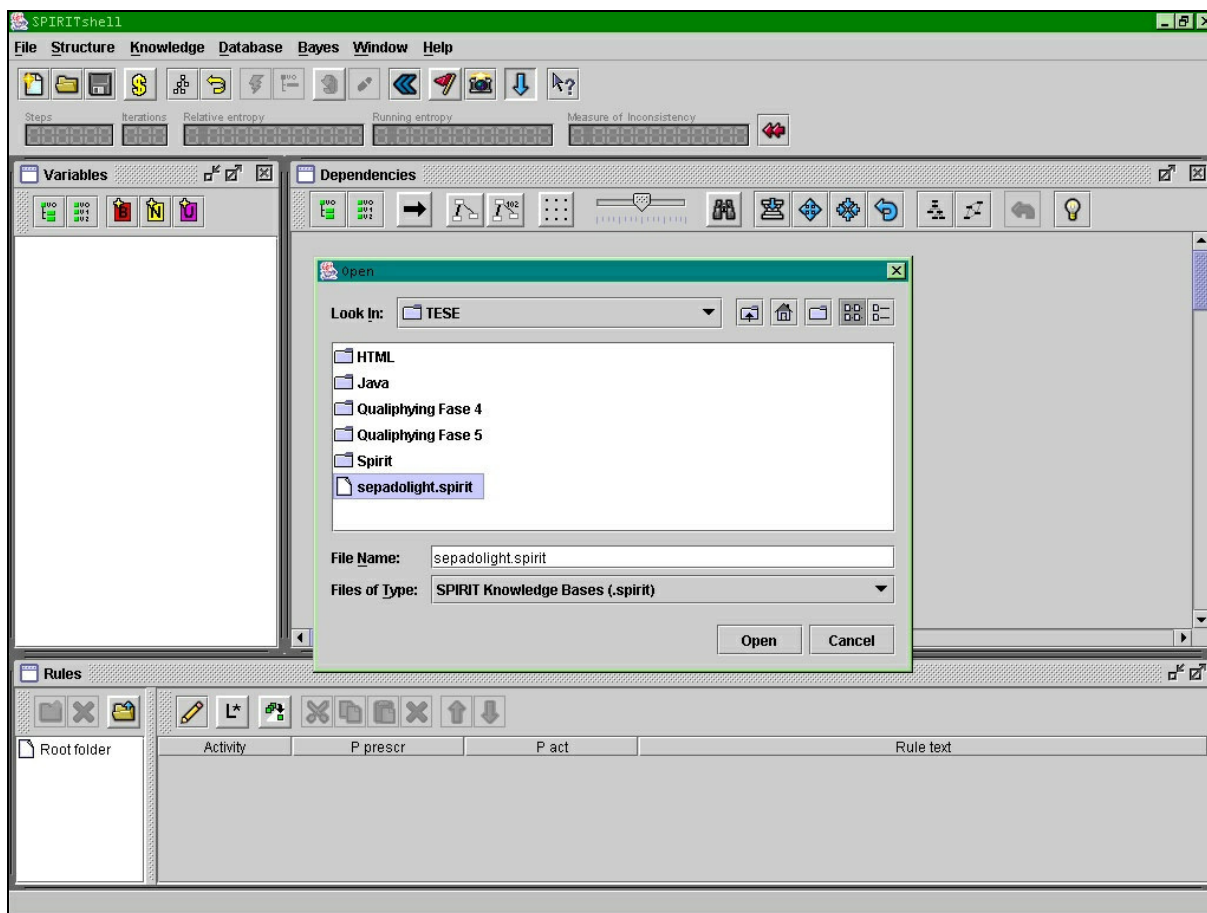 SPIRITshell
File Structure Knowledge Database Bayes Window Help
Steps Iterations Relative entropy Running entropy Measure of Inconsistency
Variables
Dependencies
Open
Look In: TESE
HTML
Java
Qualiphying Fase 4
Qualiphying Fase 5
Spirit
sepadolight.spirit
File Name: sepadolight.spirit
Files of Type: SPIRIT Knowledge Bases (.spirit)
Open Cancel
Rules
L*
Root folder
Activity P prescr P act Rule text